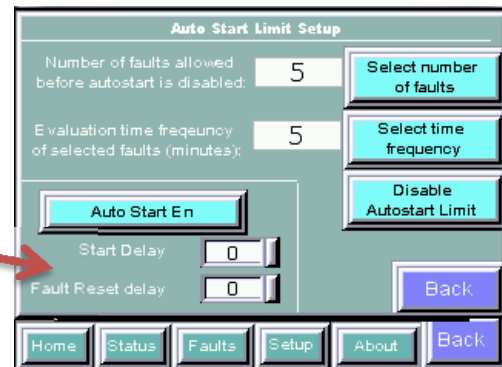 Auto Start Limit Setup
Number of faults allowed
before autostart is disabled:
5
Select number
of faults
Evaluation time freqeuncy
of selected faults (minutes):
5
Select time
frequency
Disable
Autostart Limit
Auto Start En
Start Delay
0
Fault Reset delay
0
Back
Home
Status
Faults
Setup
About
Back